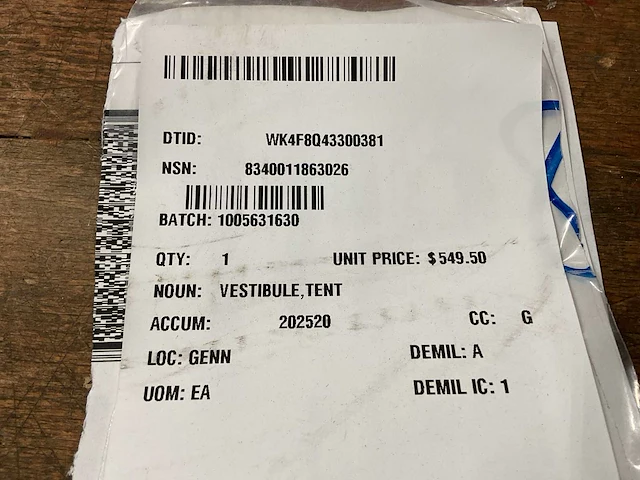 DTID: WK4F8Q43300381
NSN: 8340011863026
BATCH: 1005631630
QTY: 1 UNIT PRICE: $549.50
NOUN: VESTIBULE,TENT
ACCUM: 202520 CC: G
LOC: GENN DEMIL: A
UOM: EA DEMIL IC: 1